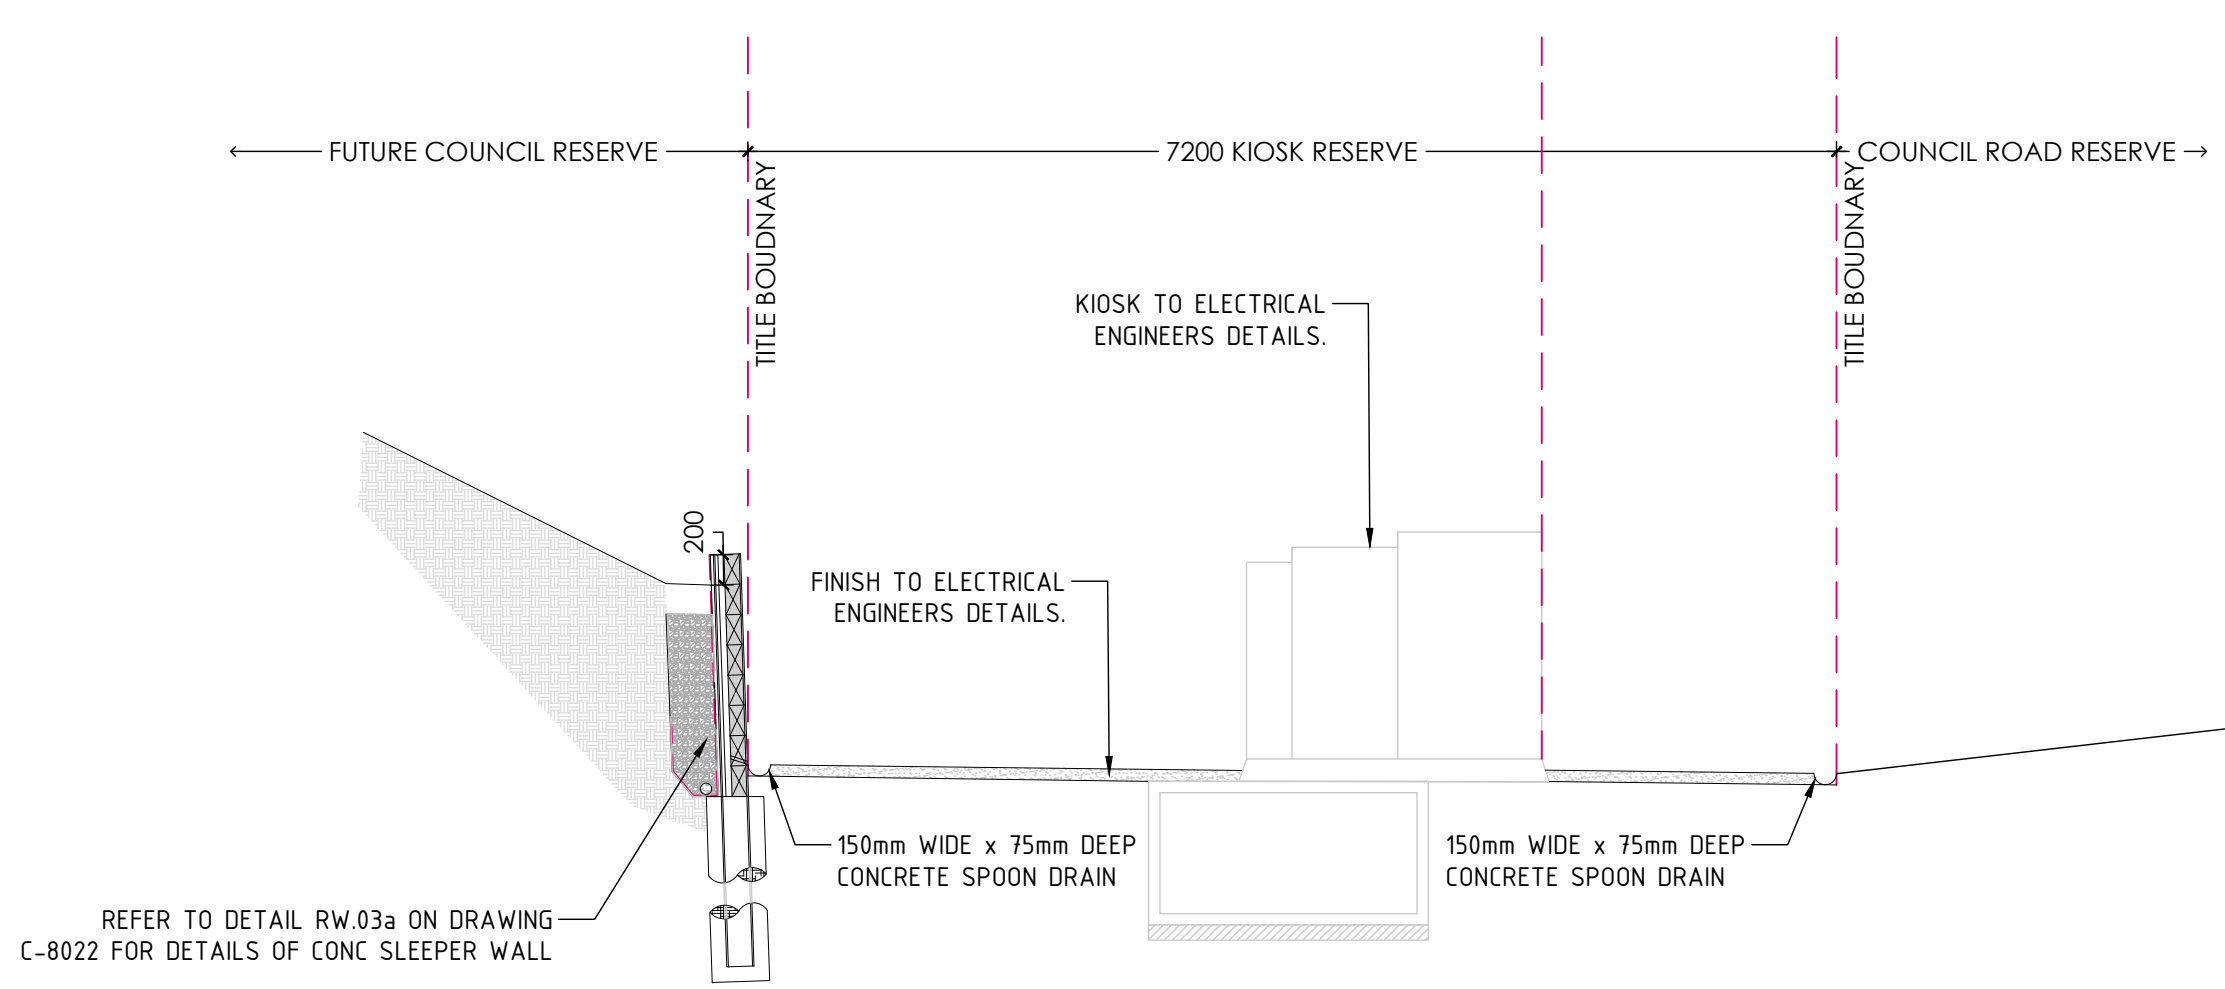 FUTURE COUNCIL RESERVE
7200 KIOSK RESERVE
COUNCIL ROAD RESERVE
TITLE BOUDNARY
TITLE BOUDNARY
KIOSK TO ELECTRICAL
ENGINEERS DETAILS.
200
FINISH TO ELECTRICAL
ENGINEERS DETAILS.
150mm WIDE x 75mm DEEP
CONCRETE SPOON DRAIN
150mm WIDE x 75mm DEEP
CONCRETE SPOON DRAIN
REFER TO DETAIL RW.03a ON DRAWING
C-8022 FOR DETAILS OF CONC SLEEPER WALL